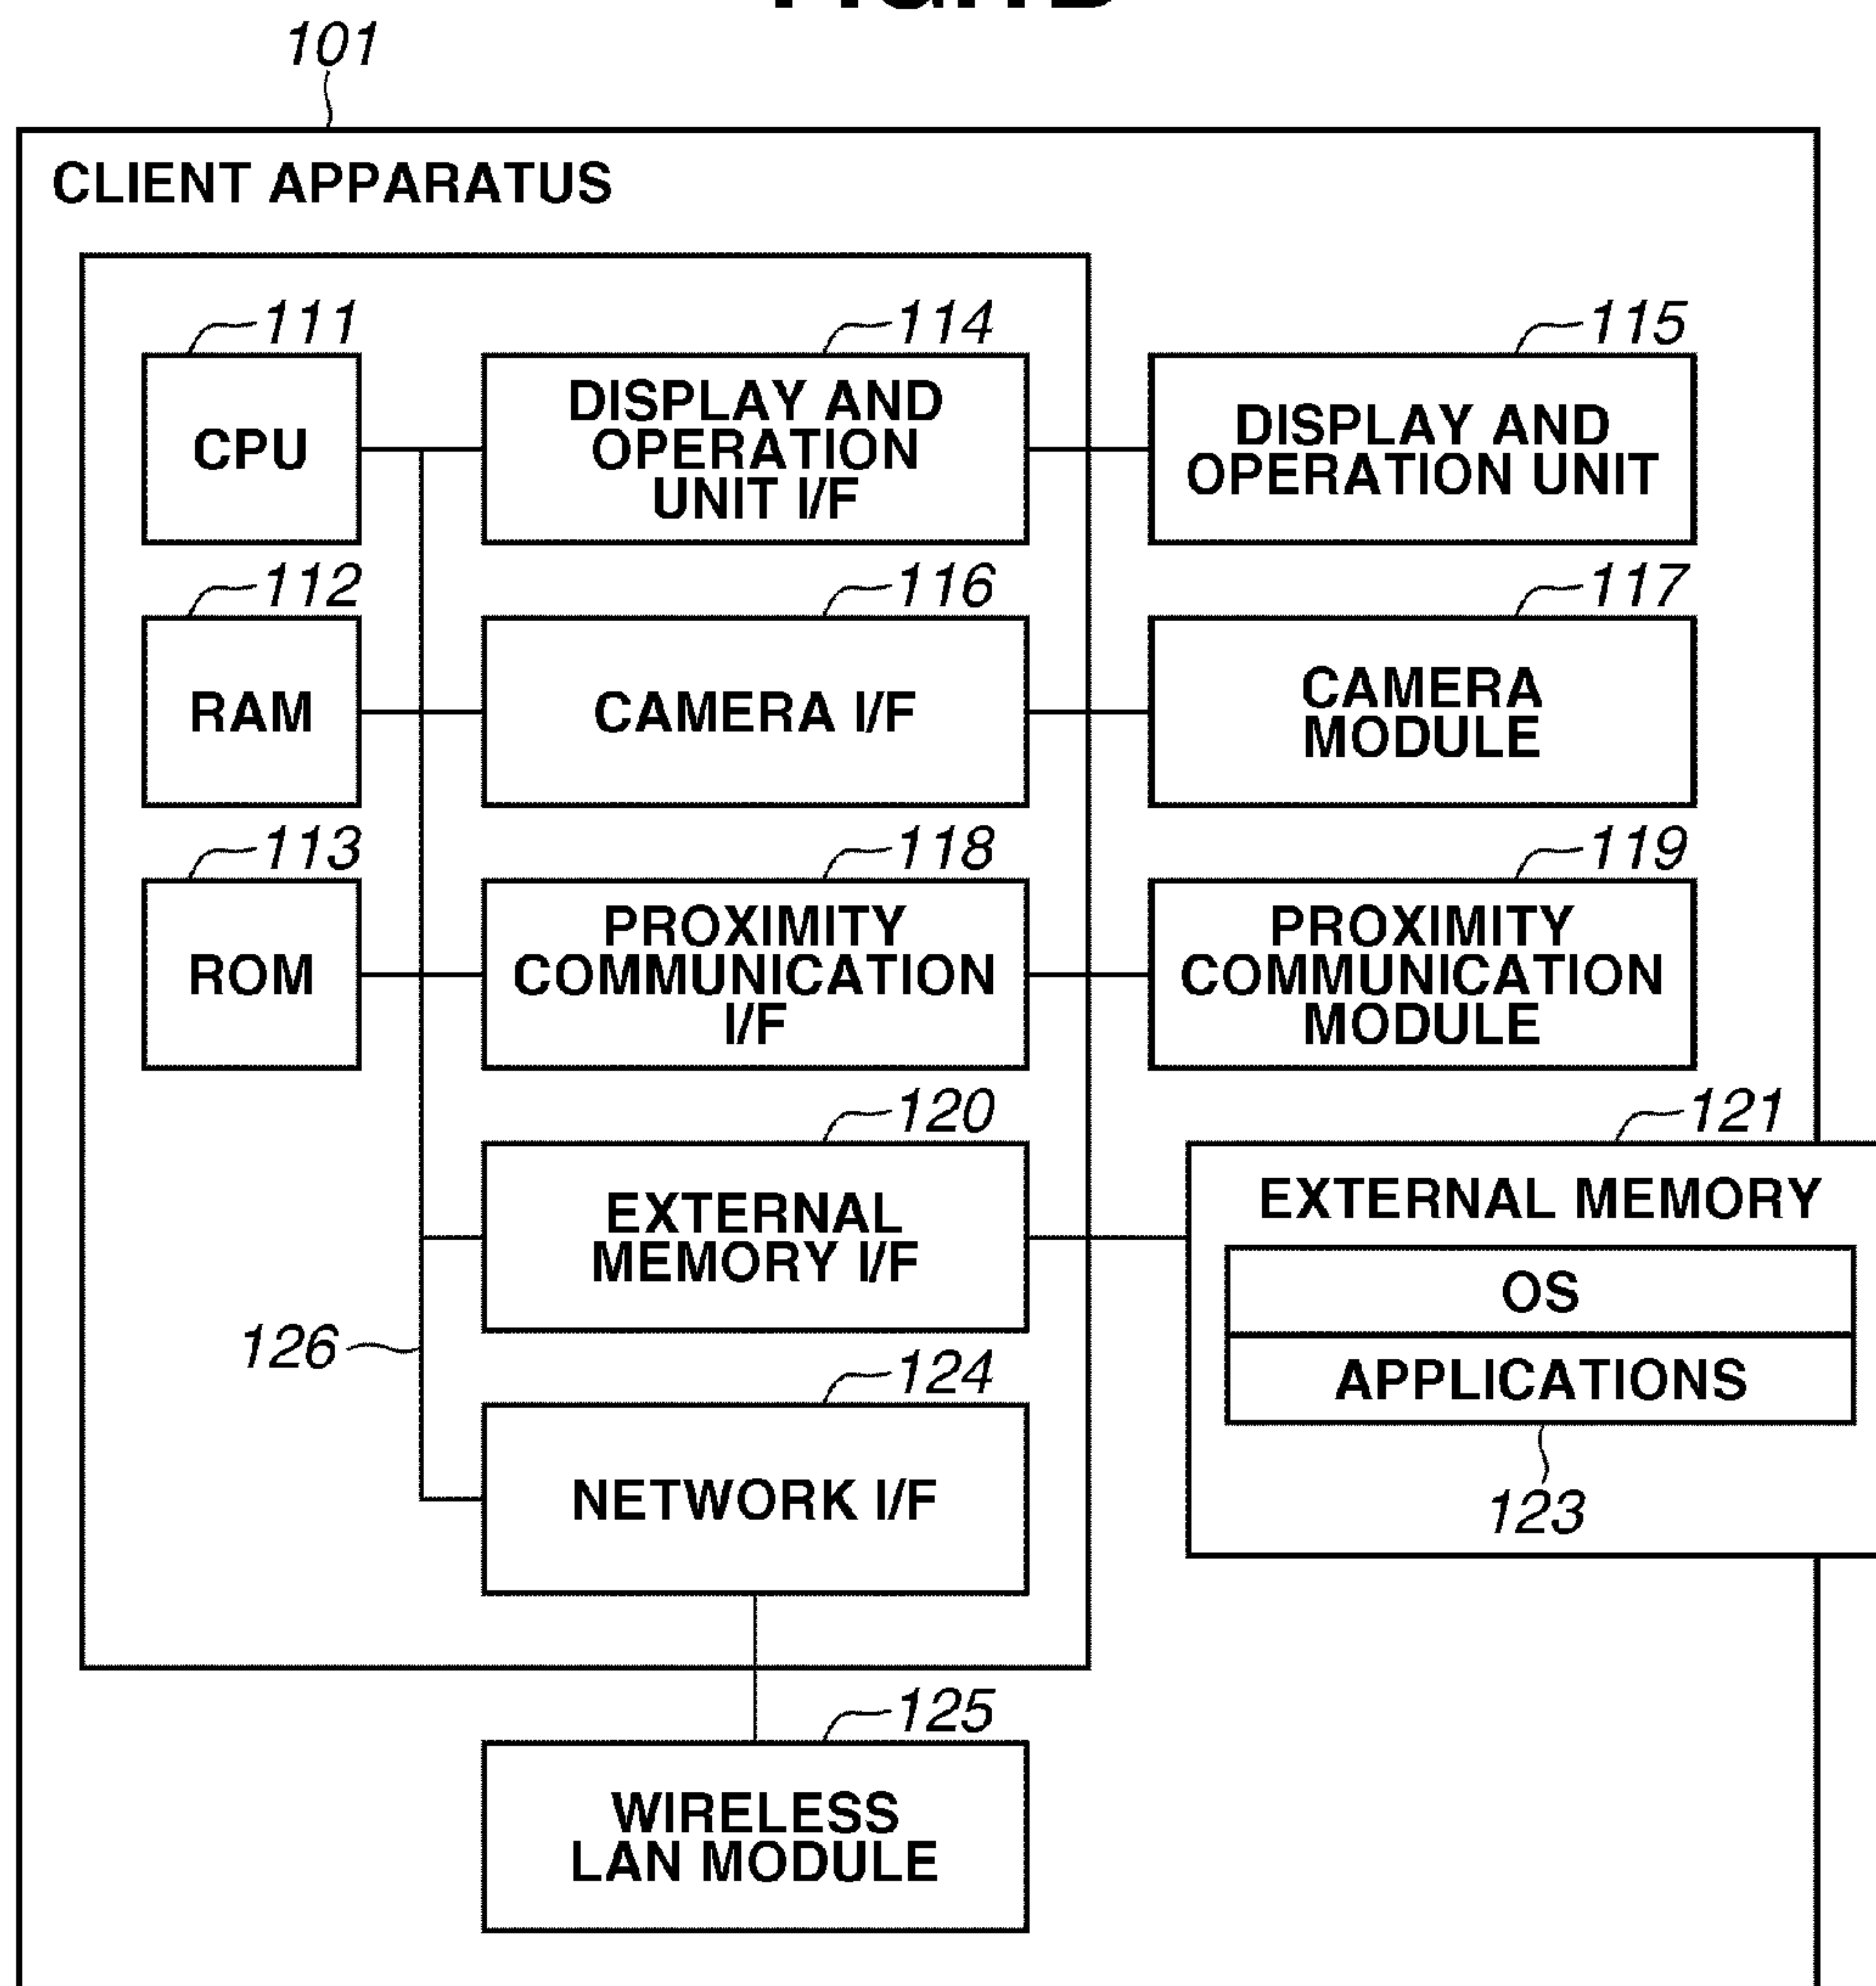 101
CLIENT APPARATUS
111
114
115
CPU
DISPLAY AND
OPERATION
UNIT I/F
DISPLAY AND
OPERATION UNIT
112
116
117
RAM
CAMERA I/F
CAMERA
MODULE
113
118
119
ROM
PROXIMITY
COMMUNICATION
I/F
PROXIMITY
COMMUNICATION
MODULE
120
121
EXTERNAL
MEMORY I/F
EXTERNAL MEMORY
OS
APPLICATIONS
123
126
124
NETWORK I/F
125
WIRELESS
LAN MODULE